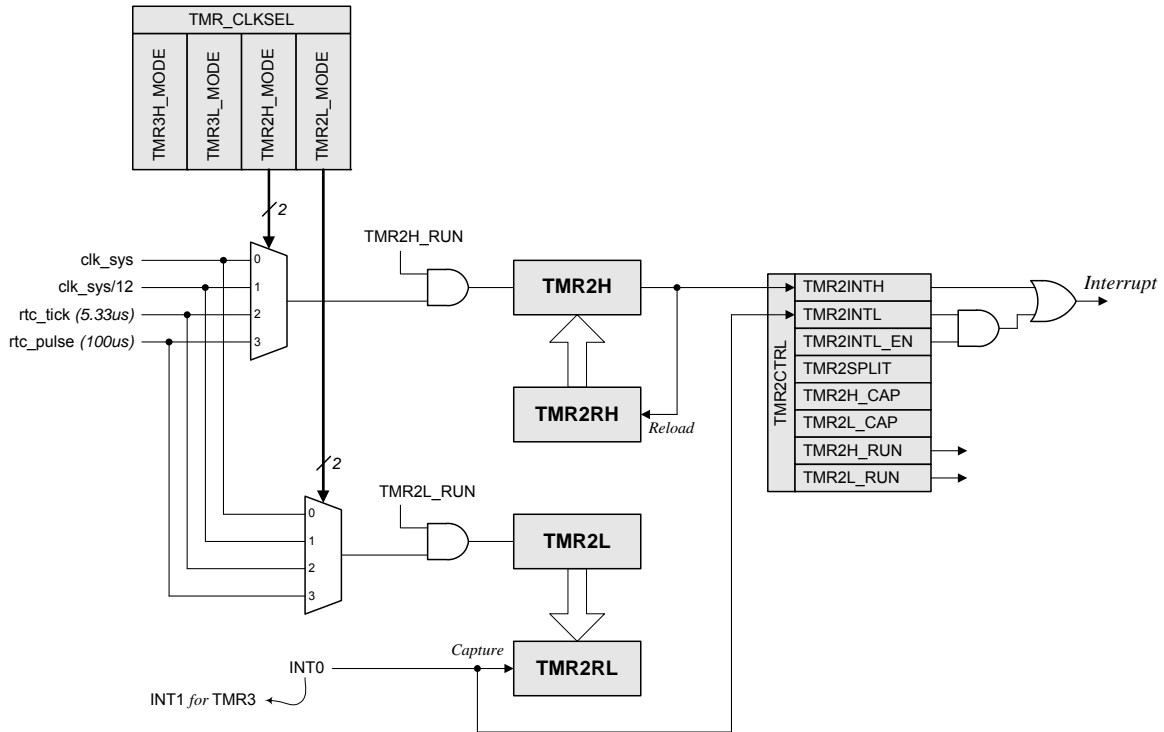 TMR_CLKSEL
TMR3H_MODE
TMR3L_MODE
TMR2H_MODE
TMR2L_MODE
2
clk_sys
clk_sys/12
rtc_tick (5.33us)
rtc_pulse (100us)
0
1
2
3
TMR2H_RUN
TMR2H
TMR2RH
Reload
TMR2CTRL
TMR2INTH
TMR2INTL
TMR2INTL_EN
TMR2SPLIT
TMR2H_CAP
TMR2L_CAP
TMR2H_RUN
TMR2L_RUN
Interrupt
2
0
1
2
3
TMR2L_RUN
TMR2L
TMR2RL
Capture
INT0
INT1 for TMR3